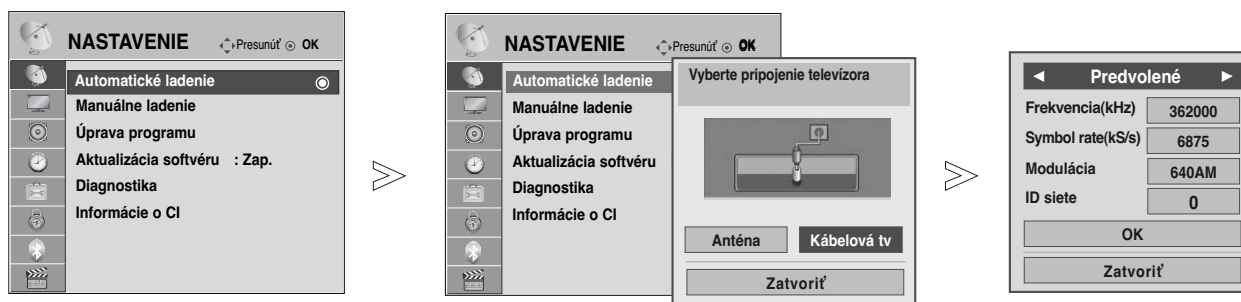 NASTAVENIE Presunúť OK
Automatické ladenie
Manuálne ladenie
Úprava programu
Aktualizácia softvéru : Zap.
Diagnostika
Informácie o CI
NASTAVENIE Presunúť OK
Automatické ladenie
Manuálne ladenie
Úprava programu
Aktualizácia softvéru
Diagnostika
Informácie o CI
Vyberte pripojenie televízora
Anténa Kábelová tv
Zatvoriť
◄ Predvolené ►
Frekvencia(kHz) 362000
Symbol rate(kS/s) 6875
Modulácia 640AM
ID siete 0
OK
Zatvoriť